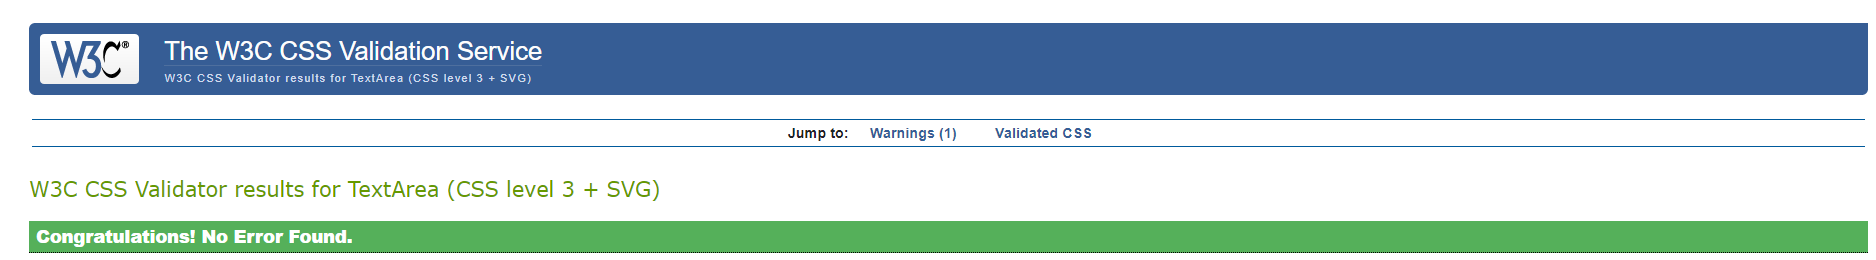 W3C®
The W3C CSS Validation Service
W3C CSS Validator results for TextArea (CSS level 3 + SVG)
Jump to: Warnings (1) Validated CSS
W3C CSS Validator results for TextArea (CSS level 3 + SVG)
Congratulations! No Error Found.